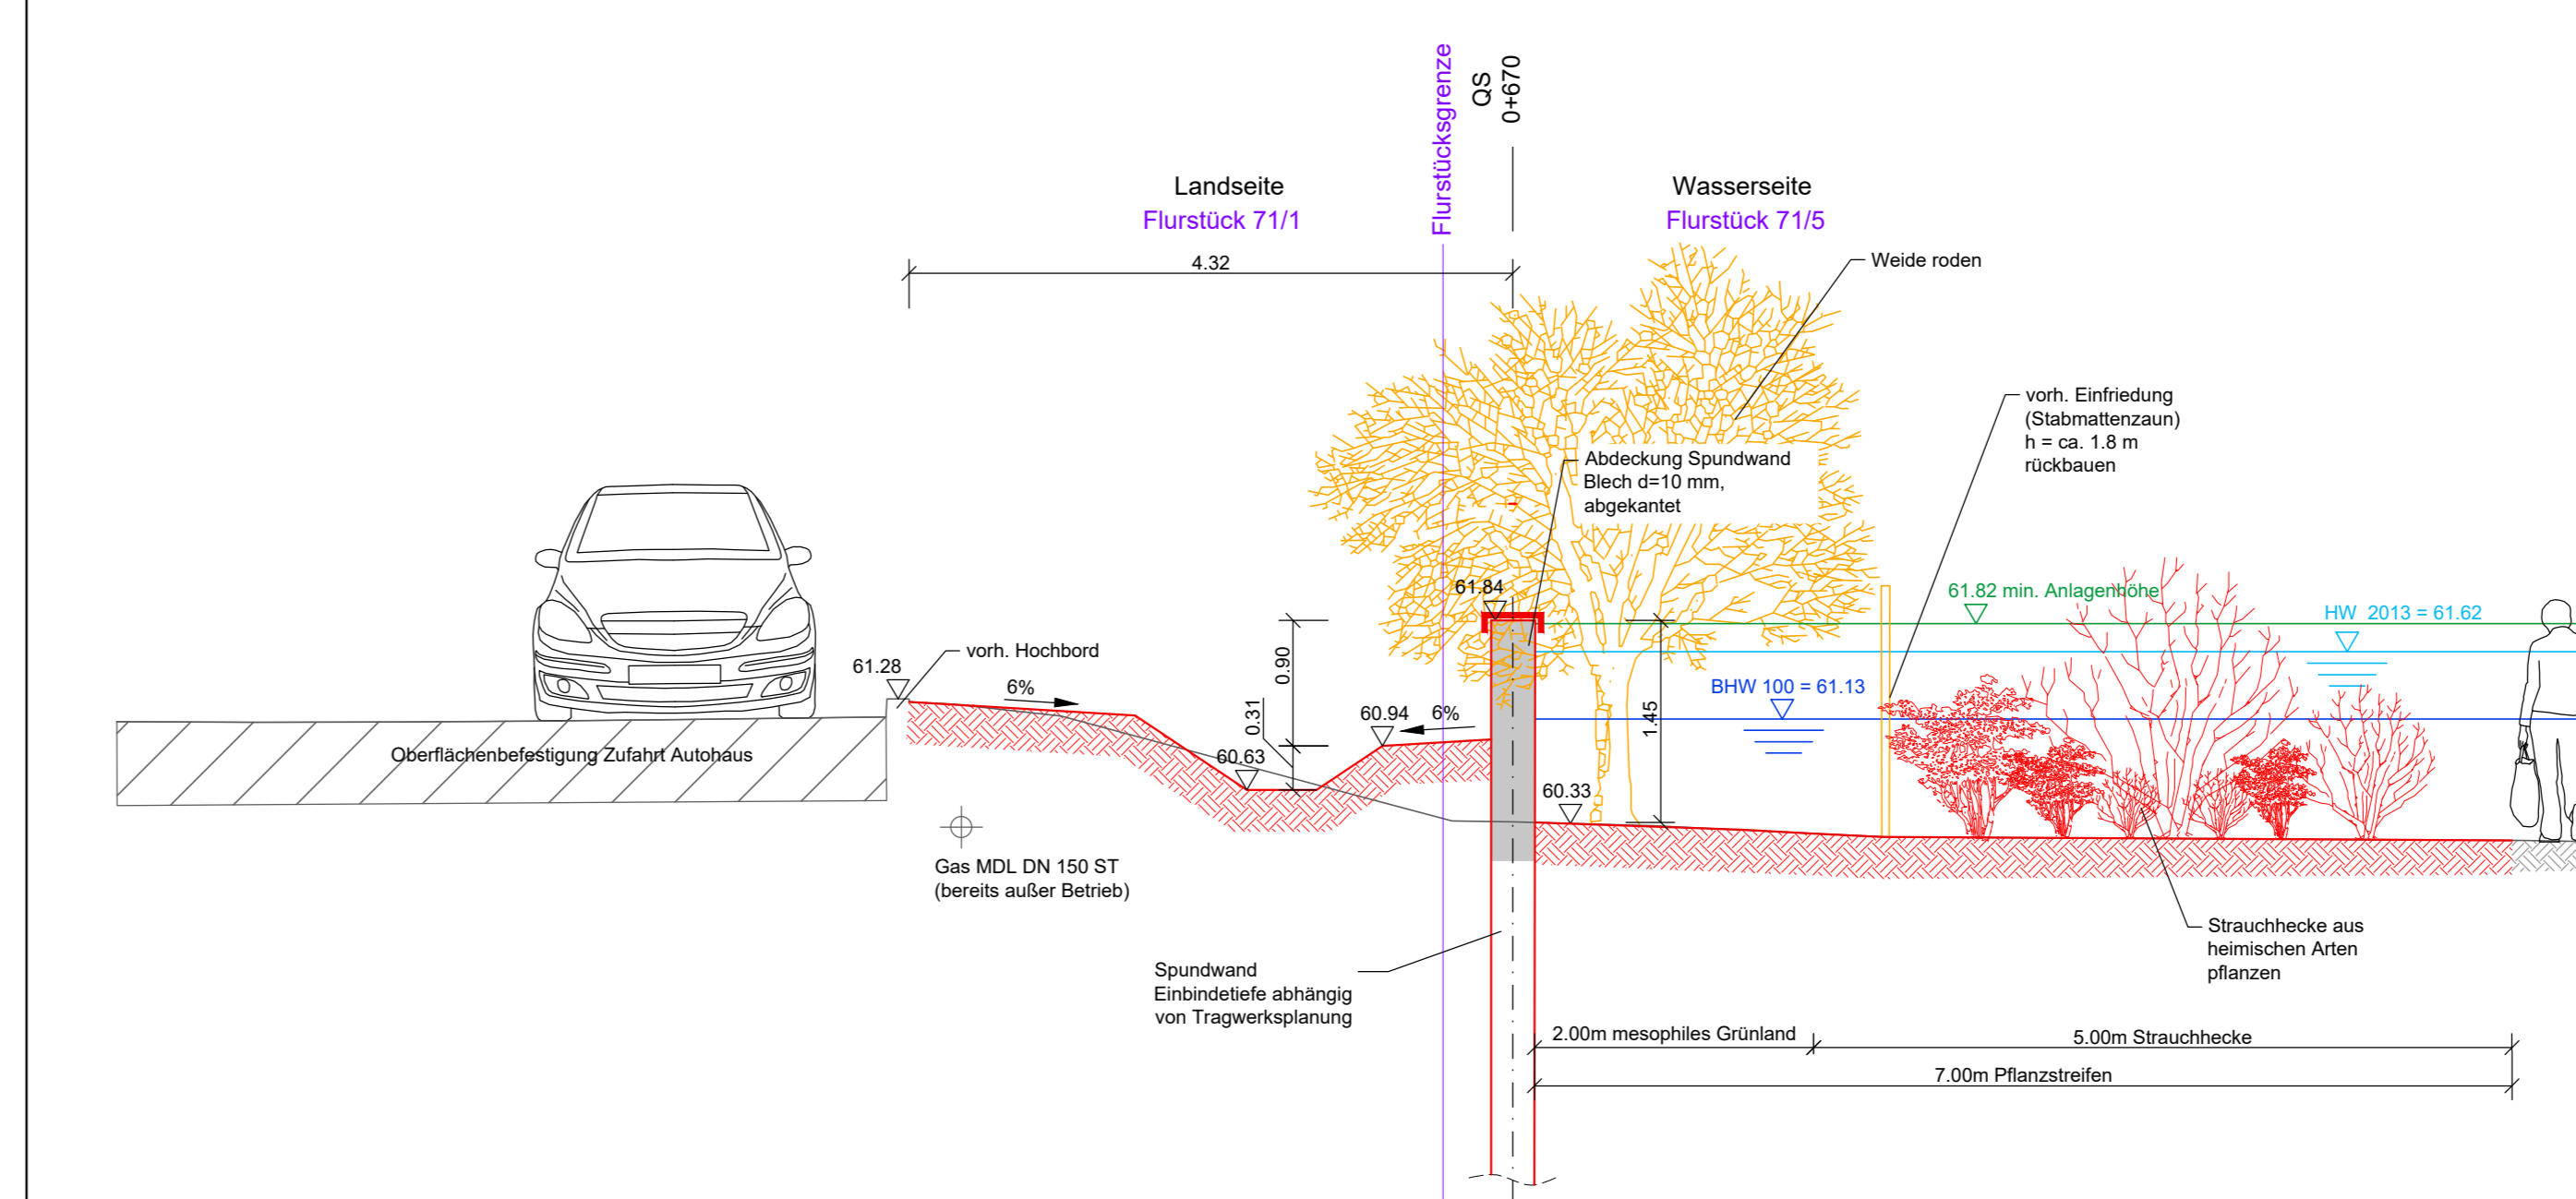 Flurstücksgrenze
QS
0+670
Landseite
Flurstück 71/1
Wasserseite
Flurstück 71/5
4.32
Weide roden
vorh. Einfriedung
(Stabmattenzaun)
h = ca. 1.8 m
rückbauen
Abdeckung Spundwand
Blech d=10 mm,
abgekantet
61.84
61.82 min. Anlagenhöhe
HW 2013 = 61.62
vorh. Hochbord
61.28
6%
0.90
0.31
60.94
6%
BHW 100 = 61.13
1.45
Oberflächenbefestigung Zufahrt Autohaus
60.63
60.33
Gas MDL DN 150 ST
(bereits außer Betrieb)
Strauchhecke aus
heimischen Arten
pflanzen
Spundwand
Einbindetiefe abhängig
von Tragwerksplanung
2.00m mesophiles Grünland
5.00m Strauchhecke
7.00m Pflanzstreifen